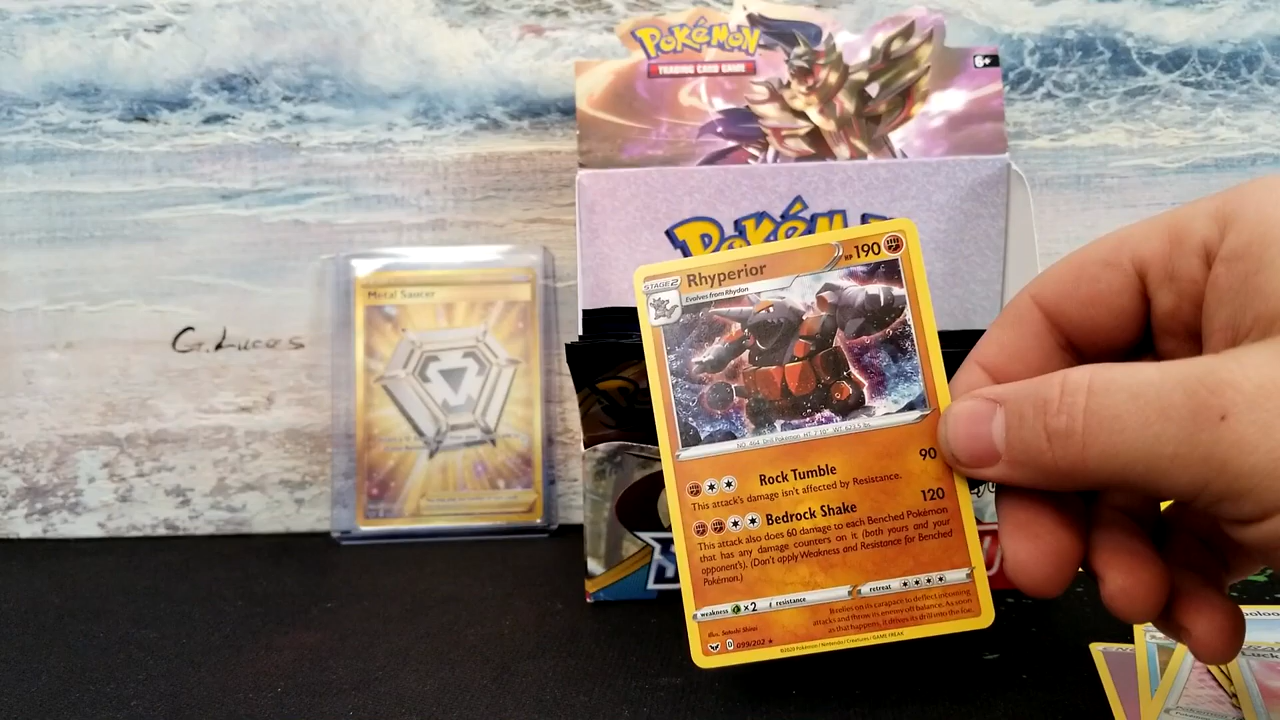 POKÉMON
TRADING CARD GAME
6+
POKÉMON
G.Lucas
Metal Saucer
STAGE 2
Rhyperior
HP 190
Evolves from Rhydon
NO. 464 Drill Pokémon HT. 7'10" WT. 623.5 lbs.
Rock Tumble 90
This attack's damage isn't affected by Resistance.
Bedrock Shake 120
This attack also does 60 damage to each Benched Pokémon
that has any damage counters on it (both yours and your
opponent's). (Don't apply Weakness and Resistance for Benched
Pokémon.)
weakness ×2 resistance retreat
It relies on its carapace to deflect incoming
attacks and throw its enemy off balance. As soon
as that happens, it drives its drill into the foe.
Illus. Satoshi Shirai
D 099/202 ★
©2020 Pokémon / Nintendo / Creatures / GAME FREAK